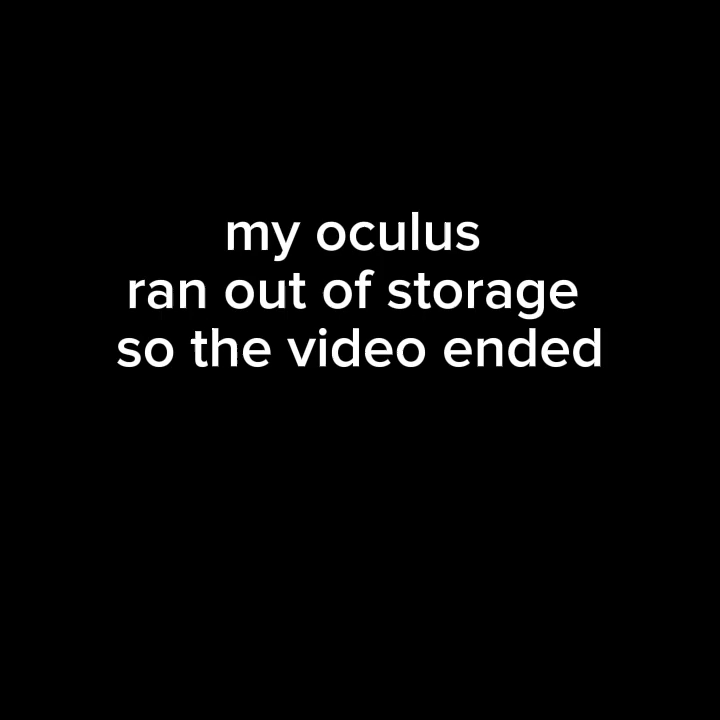 my oculus
ran out of storage
so the video ended